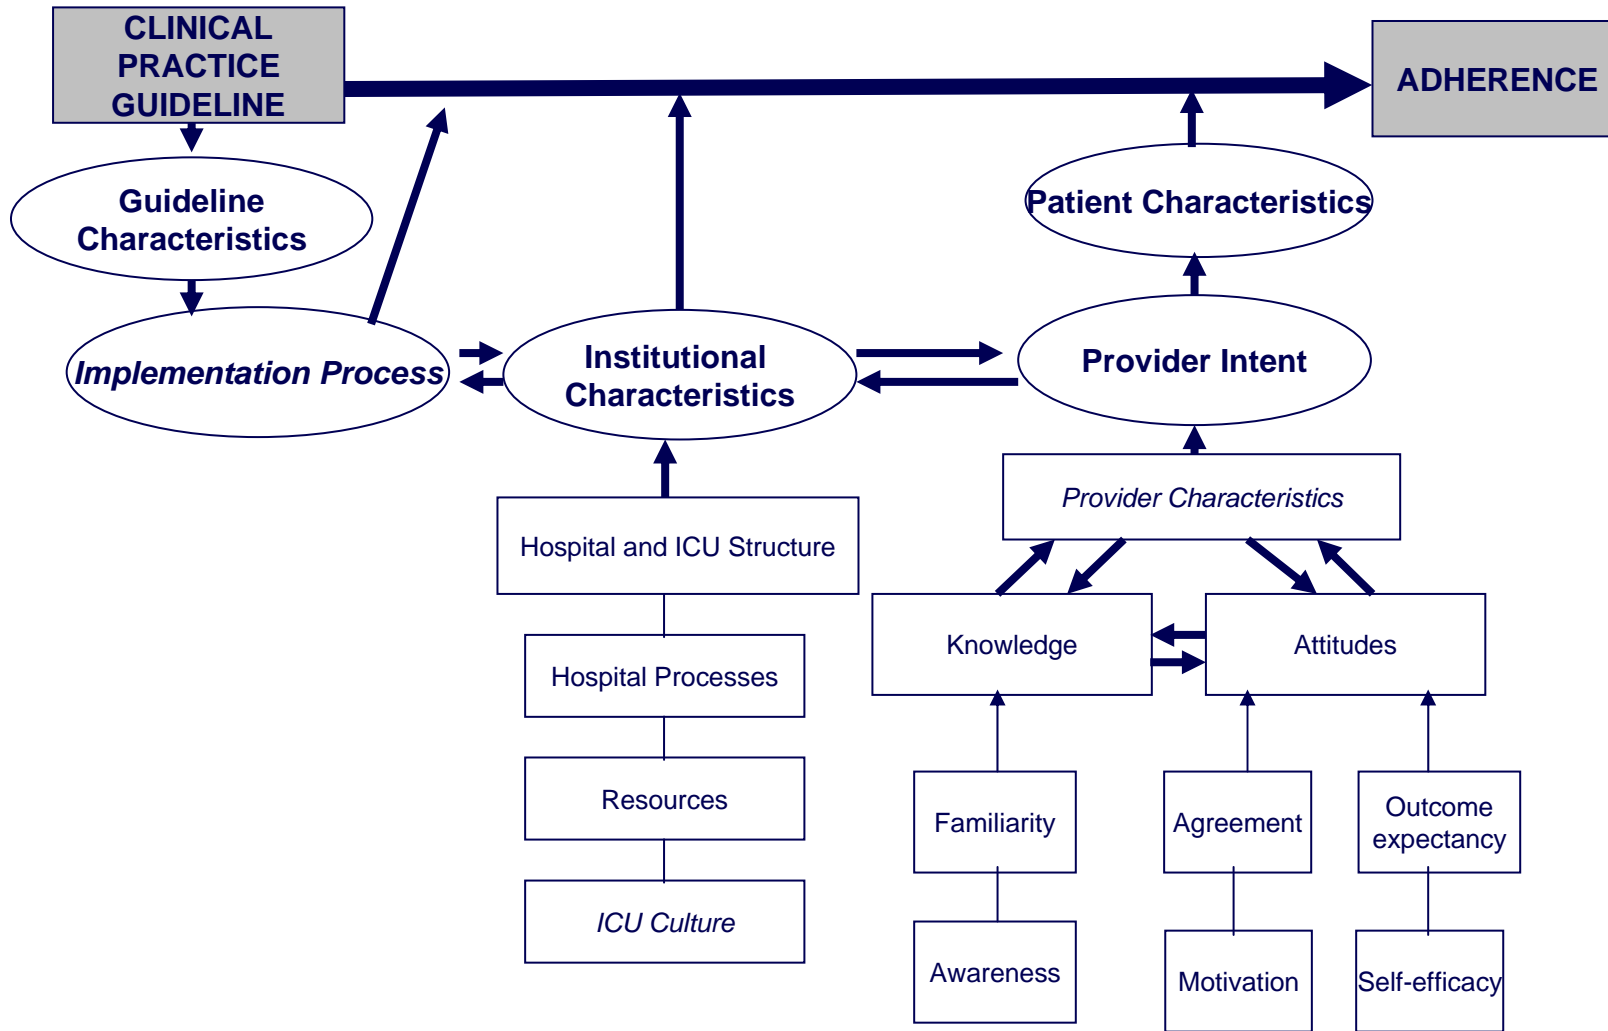 CLINICAL
PRACTICE
GUIDELINE
ADHERENCE
Guideline
Characteristics
Patient Characteristics
Implementation Process
Institutional
Characteristics
Provider Intent
Provider Characteristics
Hospital and ICU Structure
Knowledge
Attitudes
Hospital Processes
Resources
Familiarity
Agreement
Outcome
expectancy
ICU Culture
Awareness
Motivation
Self-efficacy